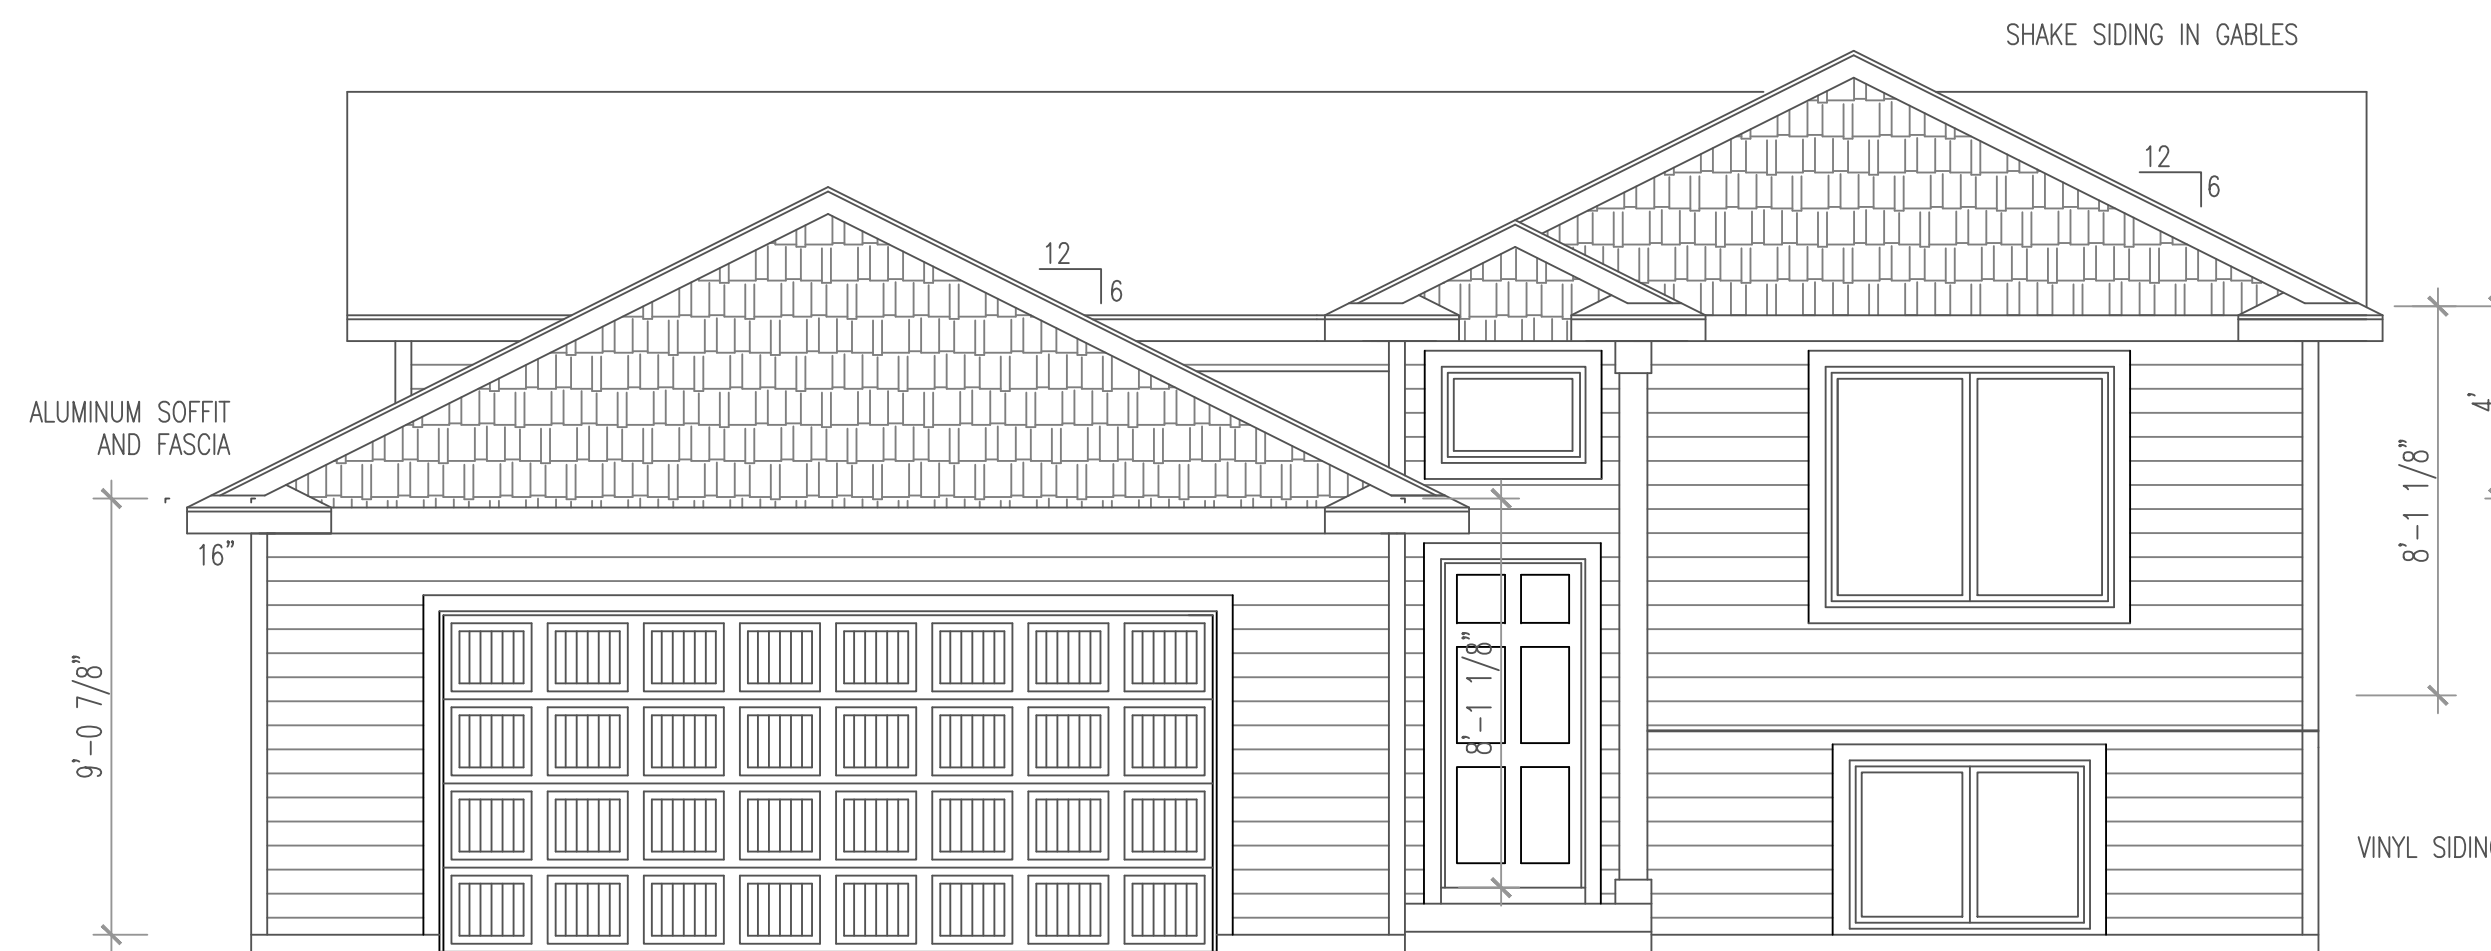 SHAKE SIDING IN GABLES
12
6
12
6
ALUMINUM SOFFIT
AND FASCIA
4'
8'-1 1/8"
16"
8'-1 1/8"
9'-0 7/8"
VINYL